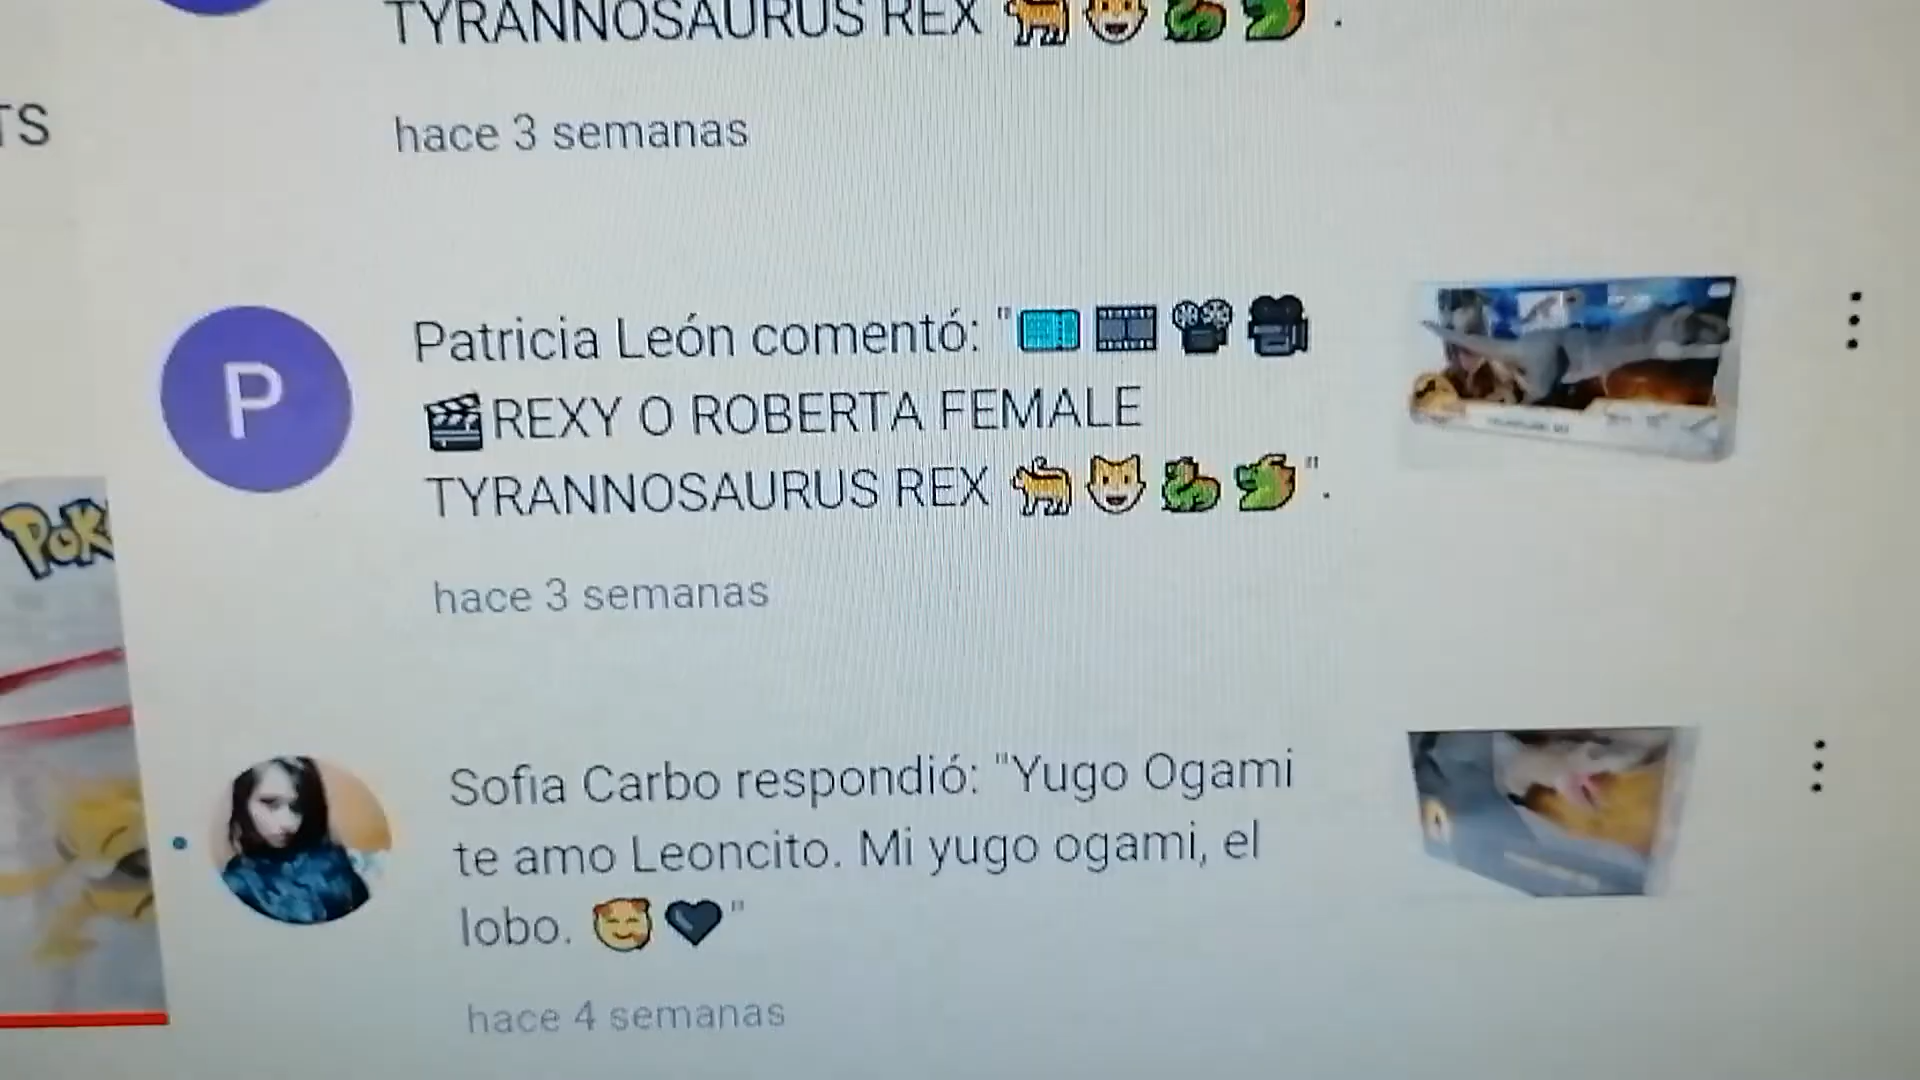 TYRANNOSAURUS REX 🐅🐱🐉🐲 .
TS
hace 3 semanas
P
Patricia León comentó: "🎫🎞📽🎥
🎬REXY O ROBERTA FEMALE
TYRANNOSAURUS REX 🐅🐱🐉🐲" .
hace 3 semanas
POK
Sofia Carbo respondió: "Yugo Ogami
te amo Leoncito. Mi yugo ogami, el
lobo. 🥰🖤"
hace 4 semanas